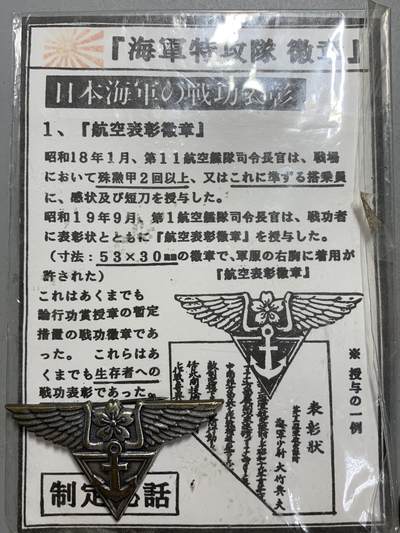 『海軍特攻隊 徽章』
日本海軍の戦功表彰
1、『航空表彰徽章』
昭和18年1月、第11航空艦隊司令長官は、戦場
において殊勲甲2回以上、又はこれに準ずる搭乗員
に、感状及び短刀を授与した。
昭和19年9月、第1航空艦隊司令長官は、戦功者
に表彰状とともに『航空表彰徽章』を授与した。
(寸法:53×30㎜の徽章で、軍服の右胸に着用が
許された)
『航空表彰徽章』
これはあくまでも
論行功賞授章の暫定
措置の戦功徽章であ
った。 これらはあ
くまでも生存者への
戦功表彰であった。
※ 授与の一例
表彰状
海軍少尉 大竹典夫
制定 話